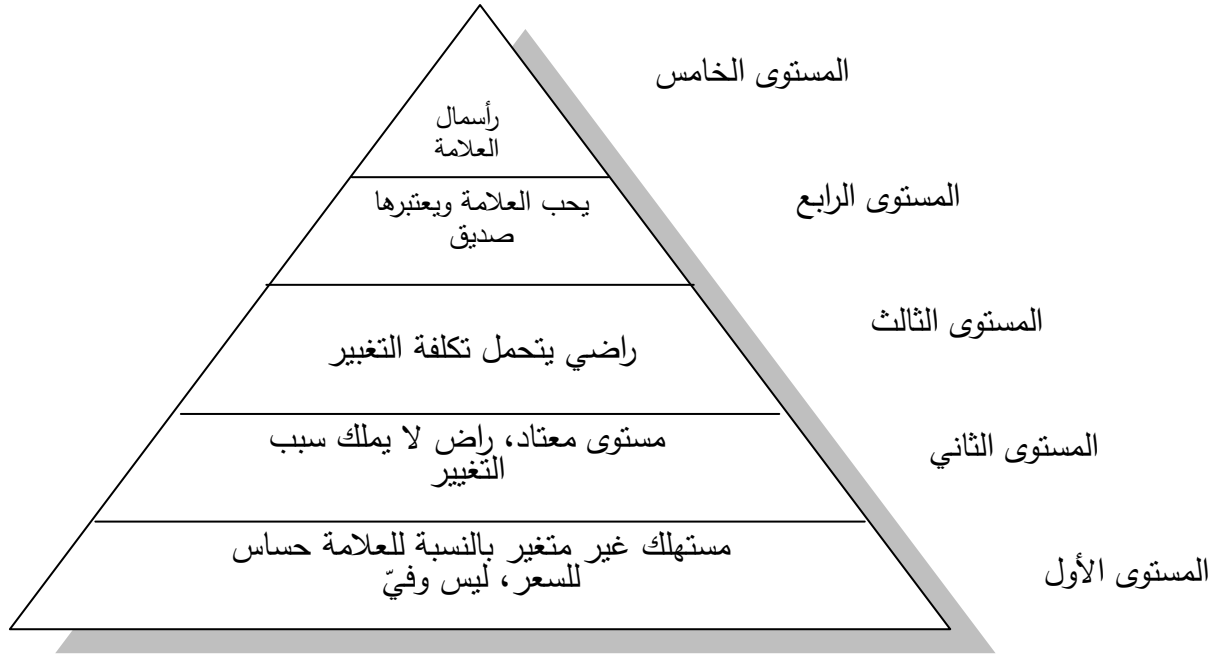 المستوى الخامس
رأسمال
العلامة
المستوى الرابع
يحب العلامة ويعتبرها
صديق
المستوى الثالث
راضي يتحمل تكلفة التغيير
المستوى الثاني
مستوى معتاد، راض لا يملك سبب
التغيير
المستوى الأول
مستهلك غير متغير بالنسبة للعلامة حساس
للسعر، ليس وفيّ